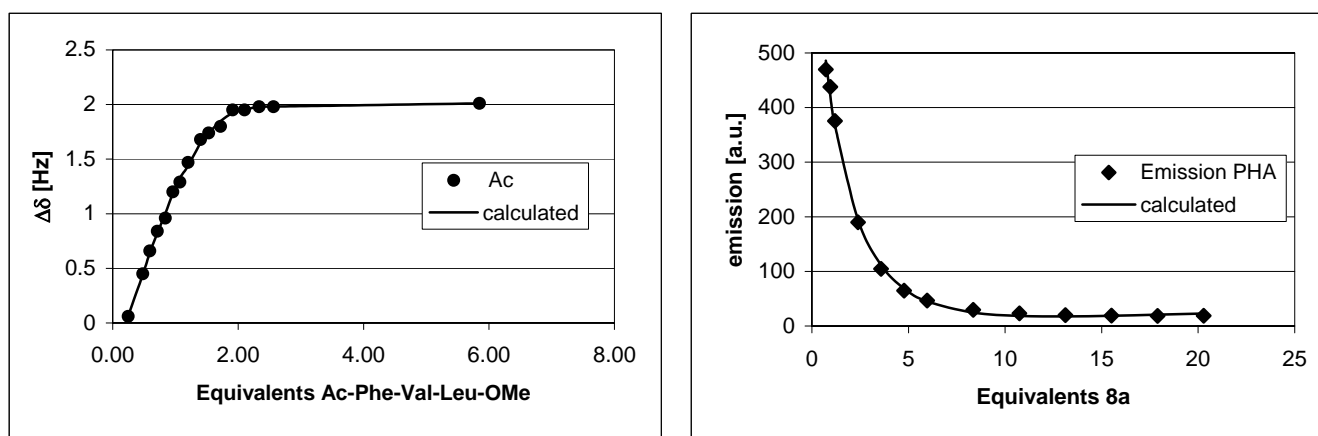 2.5
2
1.5
1
0.5
0
Δδ [Hz]
Ac
calculated
0.00 2.00 4.00 6.00 8.00
Equivalents Ac-Phe-Val-Leu-OMe
500
400
300
200
100
0
emission [a.u.]
Emission PHA
calculated
0 5 10 15 20 25
Equivalents 8a